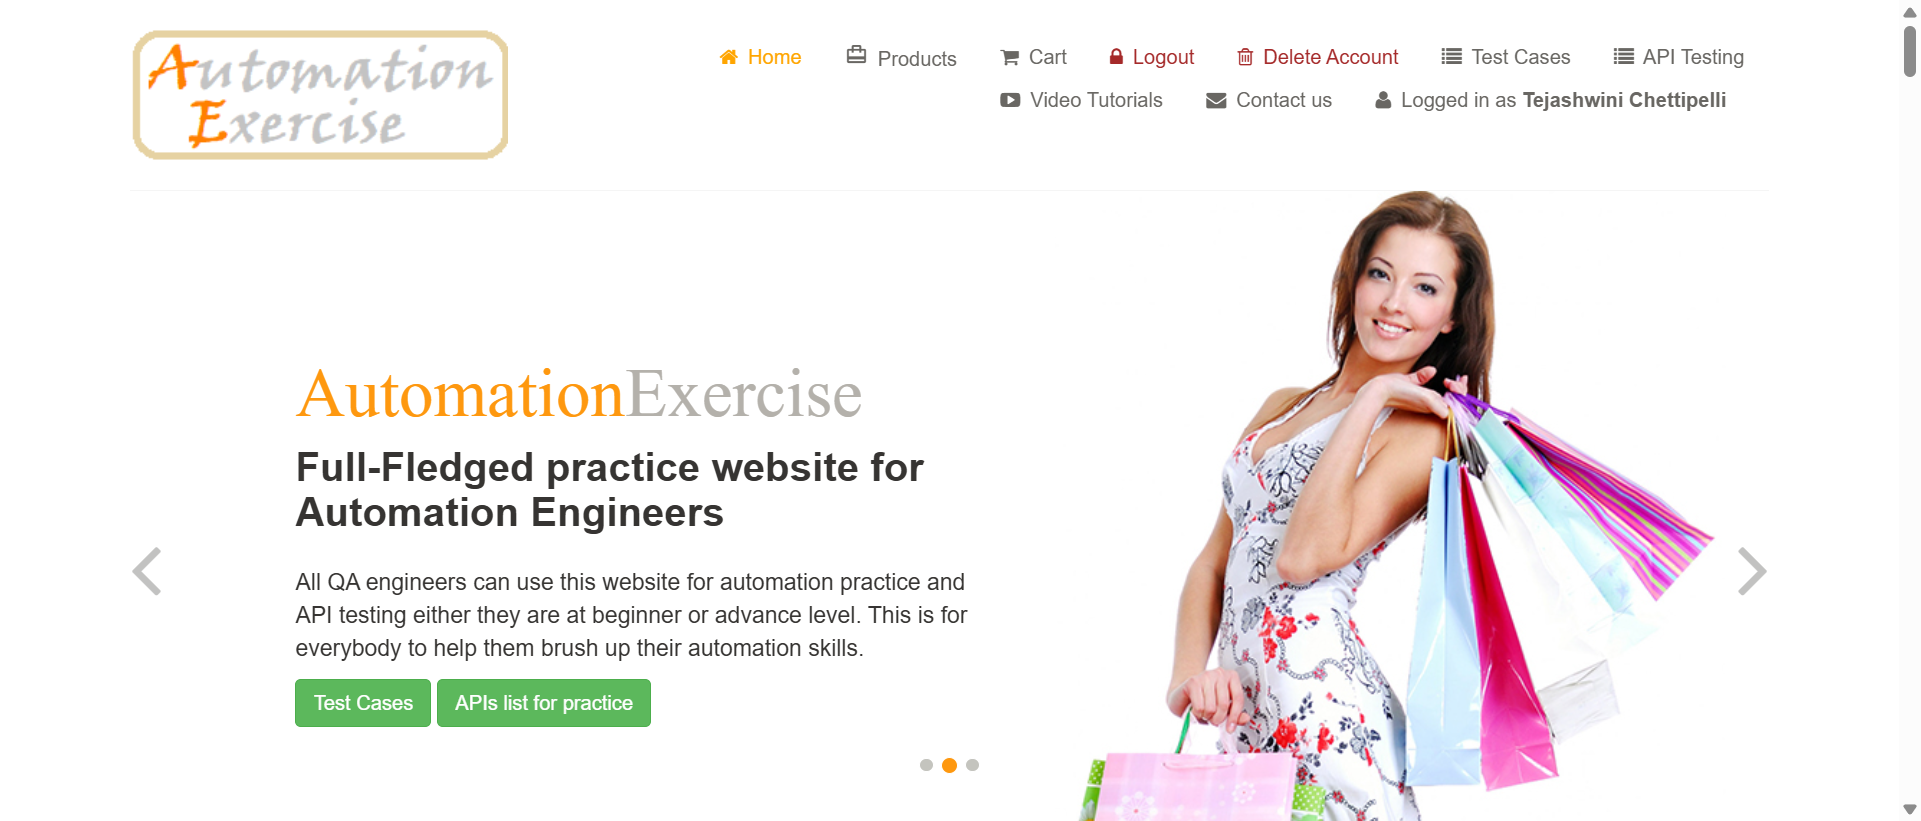 Automation
Exercise
Home Products Cart Logout Delete Account Test Cases API Testing
Video Tutorials Contact us Logged in as Tejashwini Chettipelli
AutomationExercise
Full-Fledged practice website for
Automation Engineers
All QA engineers can use this website for automation practice and
API testing either they are at beginner or advance level. This is for
everybody to help them brush up their automation skills.
Test Cases APIs list for practice